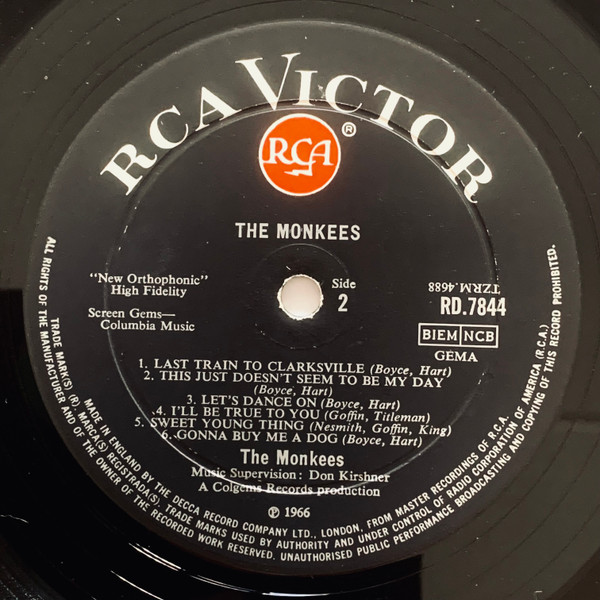 RCA VICTOR
RCA
®
THE MONKEES
"New Orthophonic"
High Fidelity
Screen Gems—
Columbia Music
Side
2
TZRM.4688
RD.7844
BIEM NCB
GEMA
1. LAST TRAIN TO CLARKSVILLE (Boyce, Hart)
2. THIS JUST DOESN'T SEEM TO BE MY DAY
(Boyce, Hart)
3. LET'S DANCE ON (Boyce, Hart)
4. I'LL BE TRUE TO YOU (Goffin, Titleman)
5. SWEET YOUNG THING (Nesmith, Goffin, King)
6. GONNA BUY ME A DOG (Boyce, Hart)
The Monkees
Music Supervision: Don Kirshner
A Colgems Records production
℗ 1966
MADE IN ENGLAND BY THE DECCA RECORD COMPANY LTD., LONDON, FROM MASTER RECORDINGS OF R.C.A.
TRADE MARK(S) (R), MARCA(S) REGISTRADA(S) TRADE MARKS USED BY AUTHORITY AND UNDER CONTROL OF RADIO CORPORATION OF AMERICA (R.C.A.)
ALL RIGHTS OF THE MANUFACTURER AND OF THE OWNER OF THE RECORDED WORK RESERVED. UNAUTHORISED PUBLIC PERFORMANCE BROADCASTING AND COPYING OF THIS RECORD PROHIBITED.